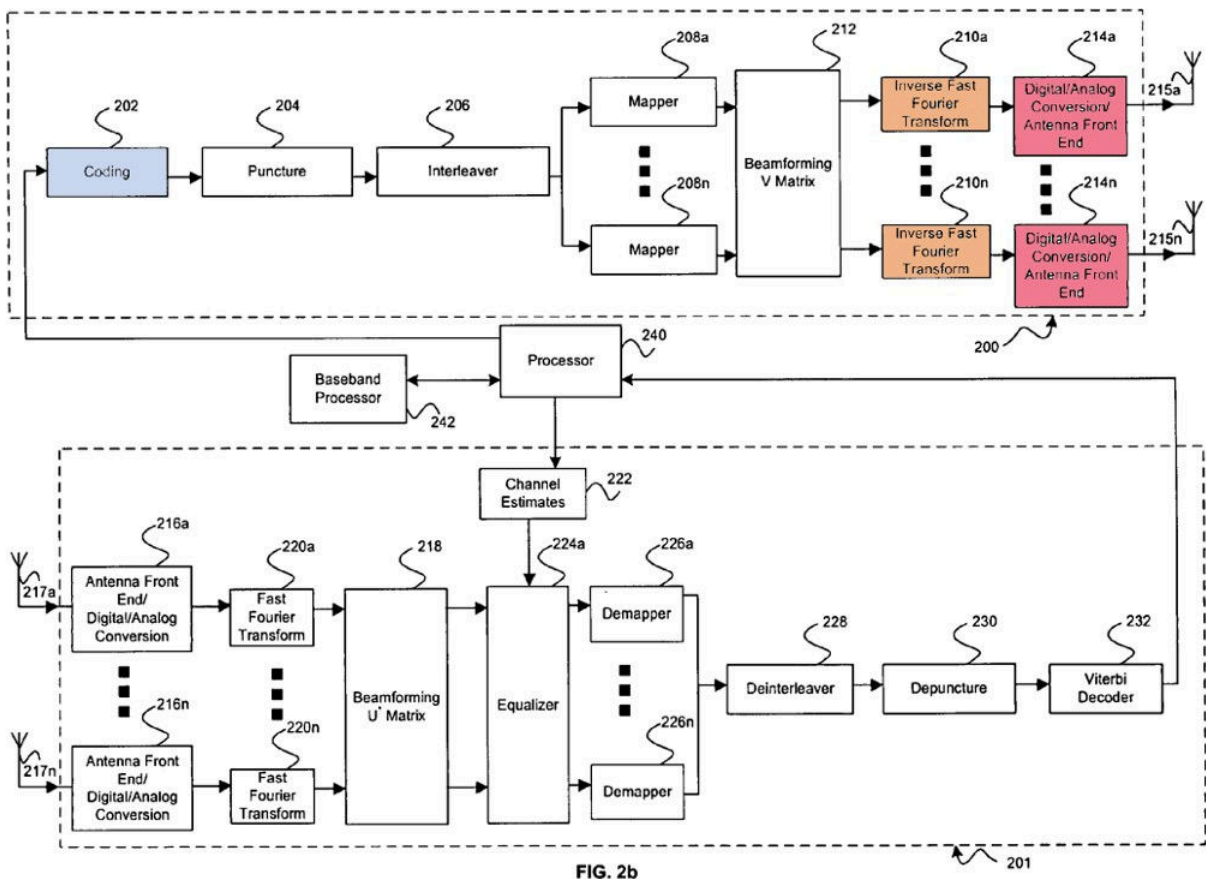 208a
212
210a
214a
202
204
206
Mapper
Inverse Fast
Fourier
Transform
Digital/Analog
Conversion/
Antenna Front
End
215a
Coding
Puncture
Interleaver
Beamforming
V Matrix
208n
210n
214n
Mapper
Inverse Fast
Fourier
Transform
Digital/Analog
Conversion/
Antenna Front
End
215n
200
240
Processor
Baseband
Processor
242
Channel
Estimates
222
216a
220a
218
224a
226a
217a
Antenna Front
End/
Digital/Analog
Conversion
Fast
Fourier
Transform
Demapper
228
230
232
Beamforming
U* Matrix
Equalizer
Deinterleaver
Depuncture
Viterbi
Decoder
216n
220n
226n
217n
Antenna Front
End/
Digital/Analog
Conversion
Fast
Fourier
Transform
Demapper
201
FIG. 2b